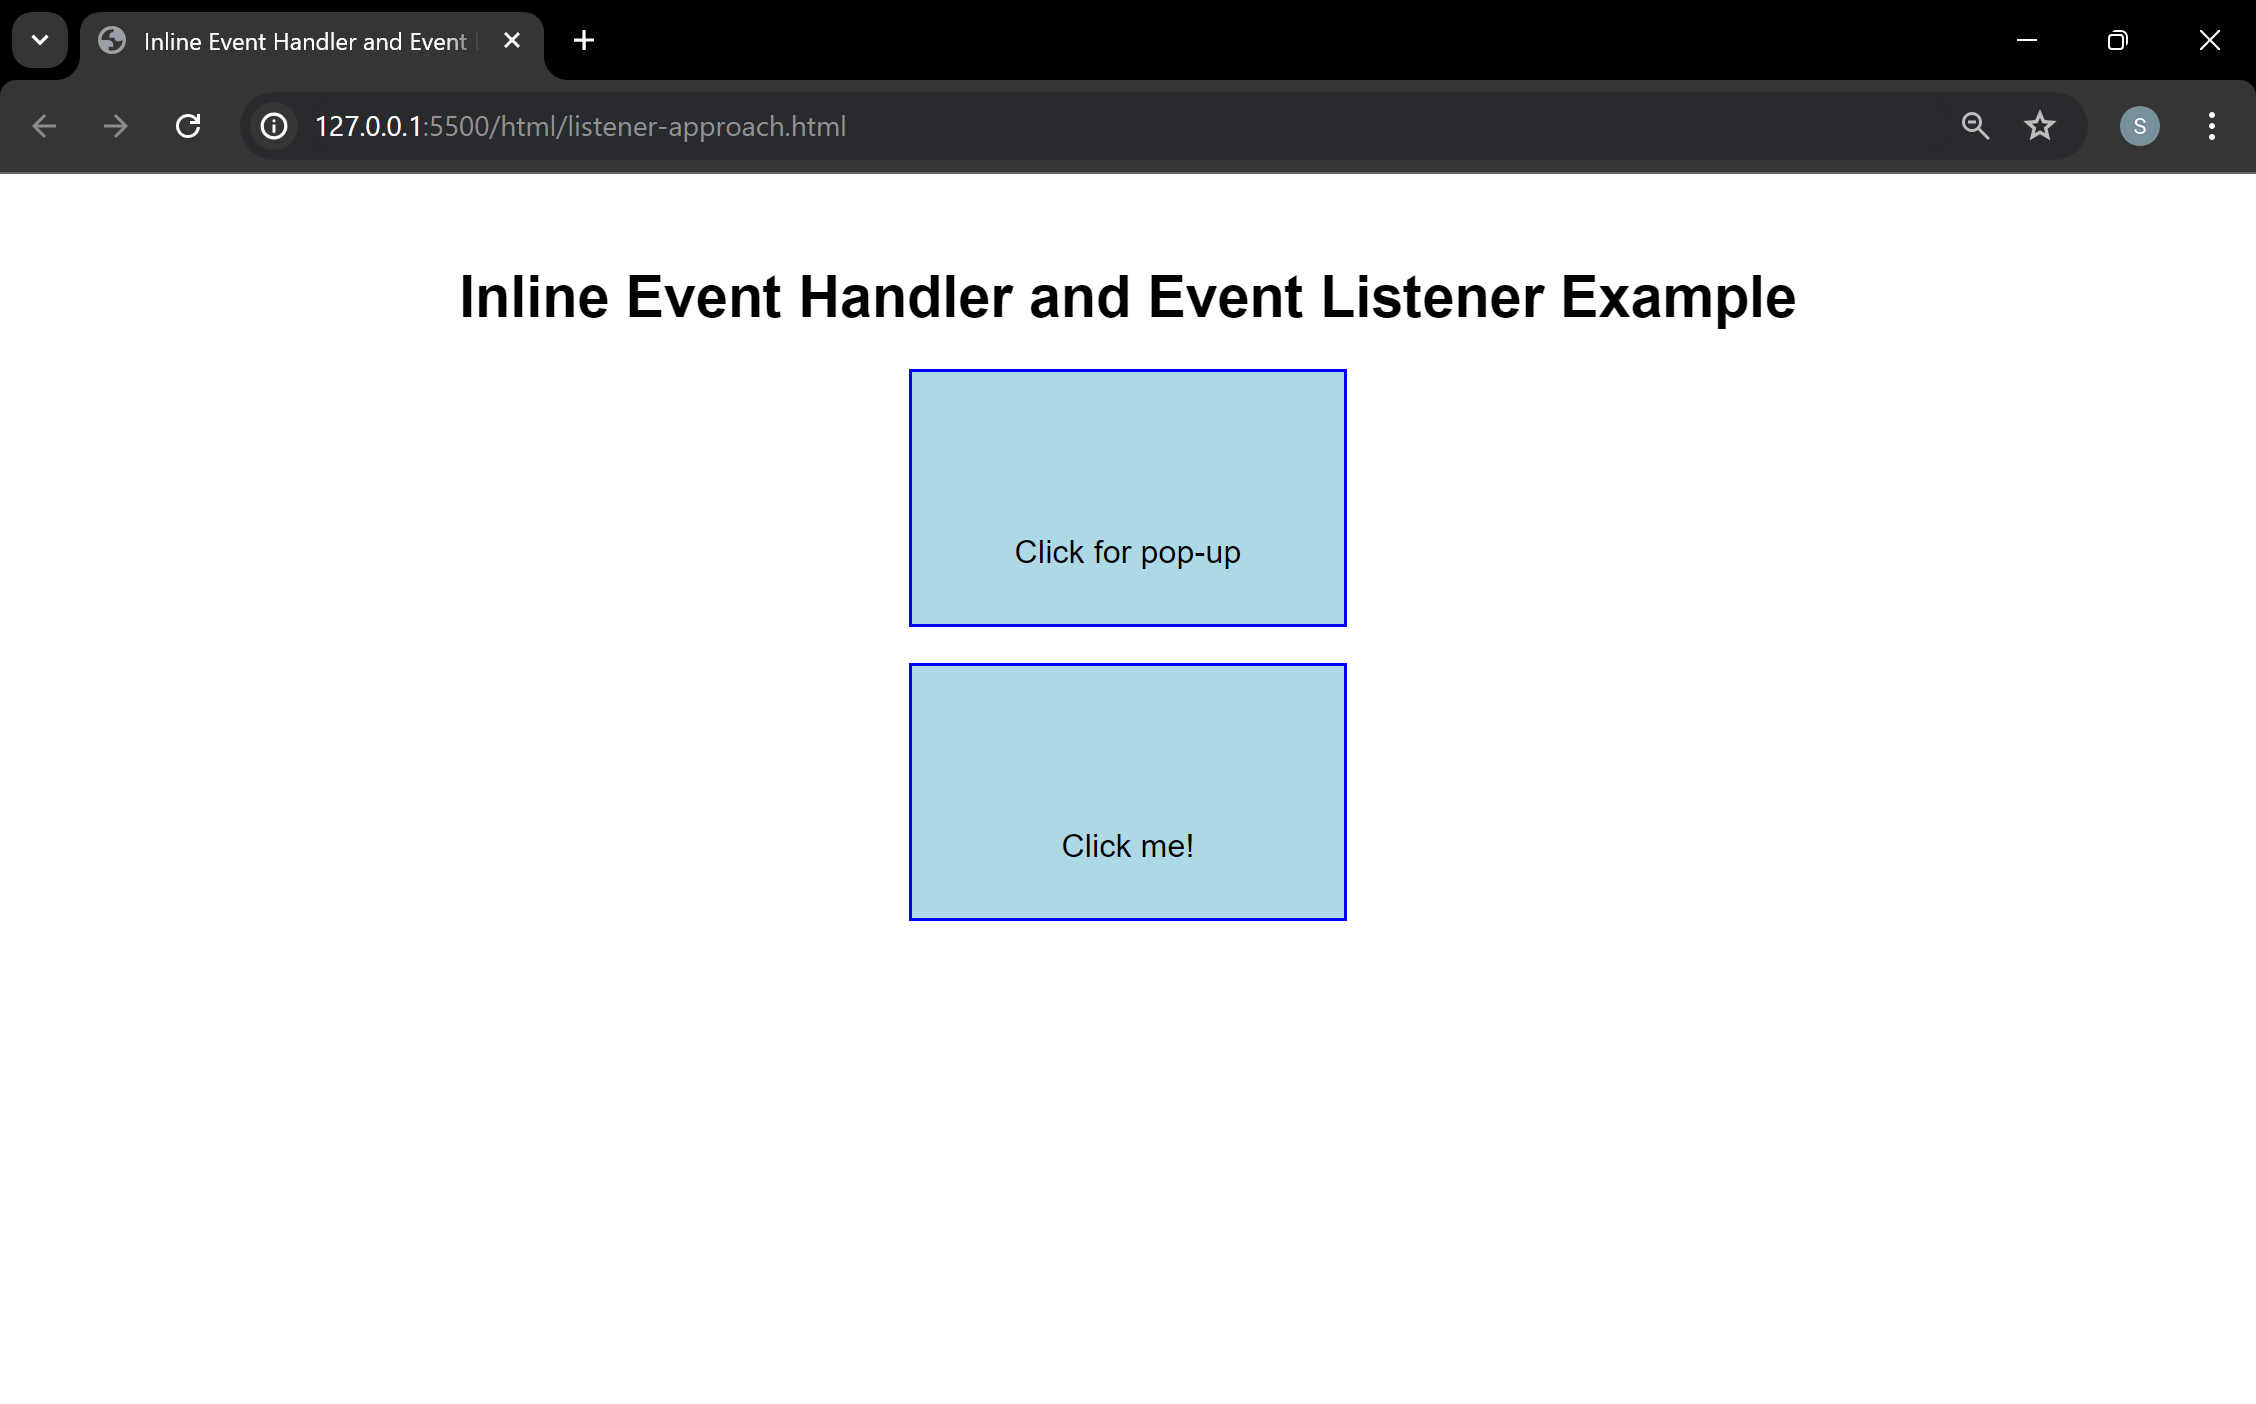 Inline Event Handler and Event
127.0.0.1:5500/html/listener-approach.html
S
Inline Event Handler and Event Listener Example
Click for pop-up
Click me!